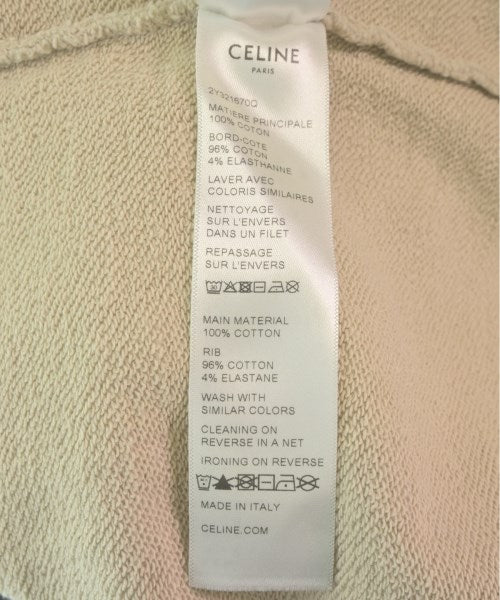 CELINE
PARIS
2Y321670Q
MATIÈRE PRINCIPALE
100% COTON
BORD-COTE
96% COTON
4% ELASTHANNE
LAVER AVEC
COLORIS SIMILAIRES
NETTOYAGE
SUR L'ENVERS
DANS UN FILET
REPASSAGE
SUR L'ENVERS
MAIN MATERIAL
100% COTTON
RIB
96% COTTON
4% ELASTANE
WASH WITH
SIMILAR COLORS
CLEANING ON
REVERSE IN A NET
IRONING ON REVERSE
MADE IN ITALY
CELINE.COM